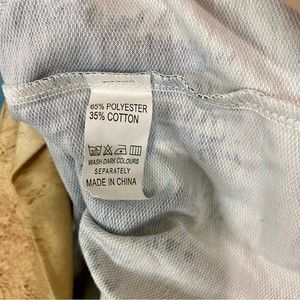 65% POLYESTER
35% COTTON
WASH DARK COLOURS
SEPARATELY
MADE IN CHINA